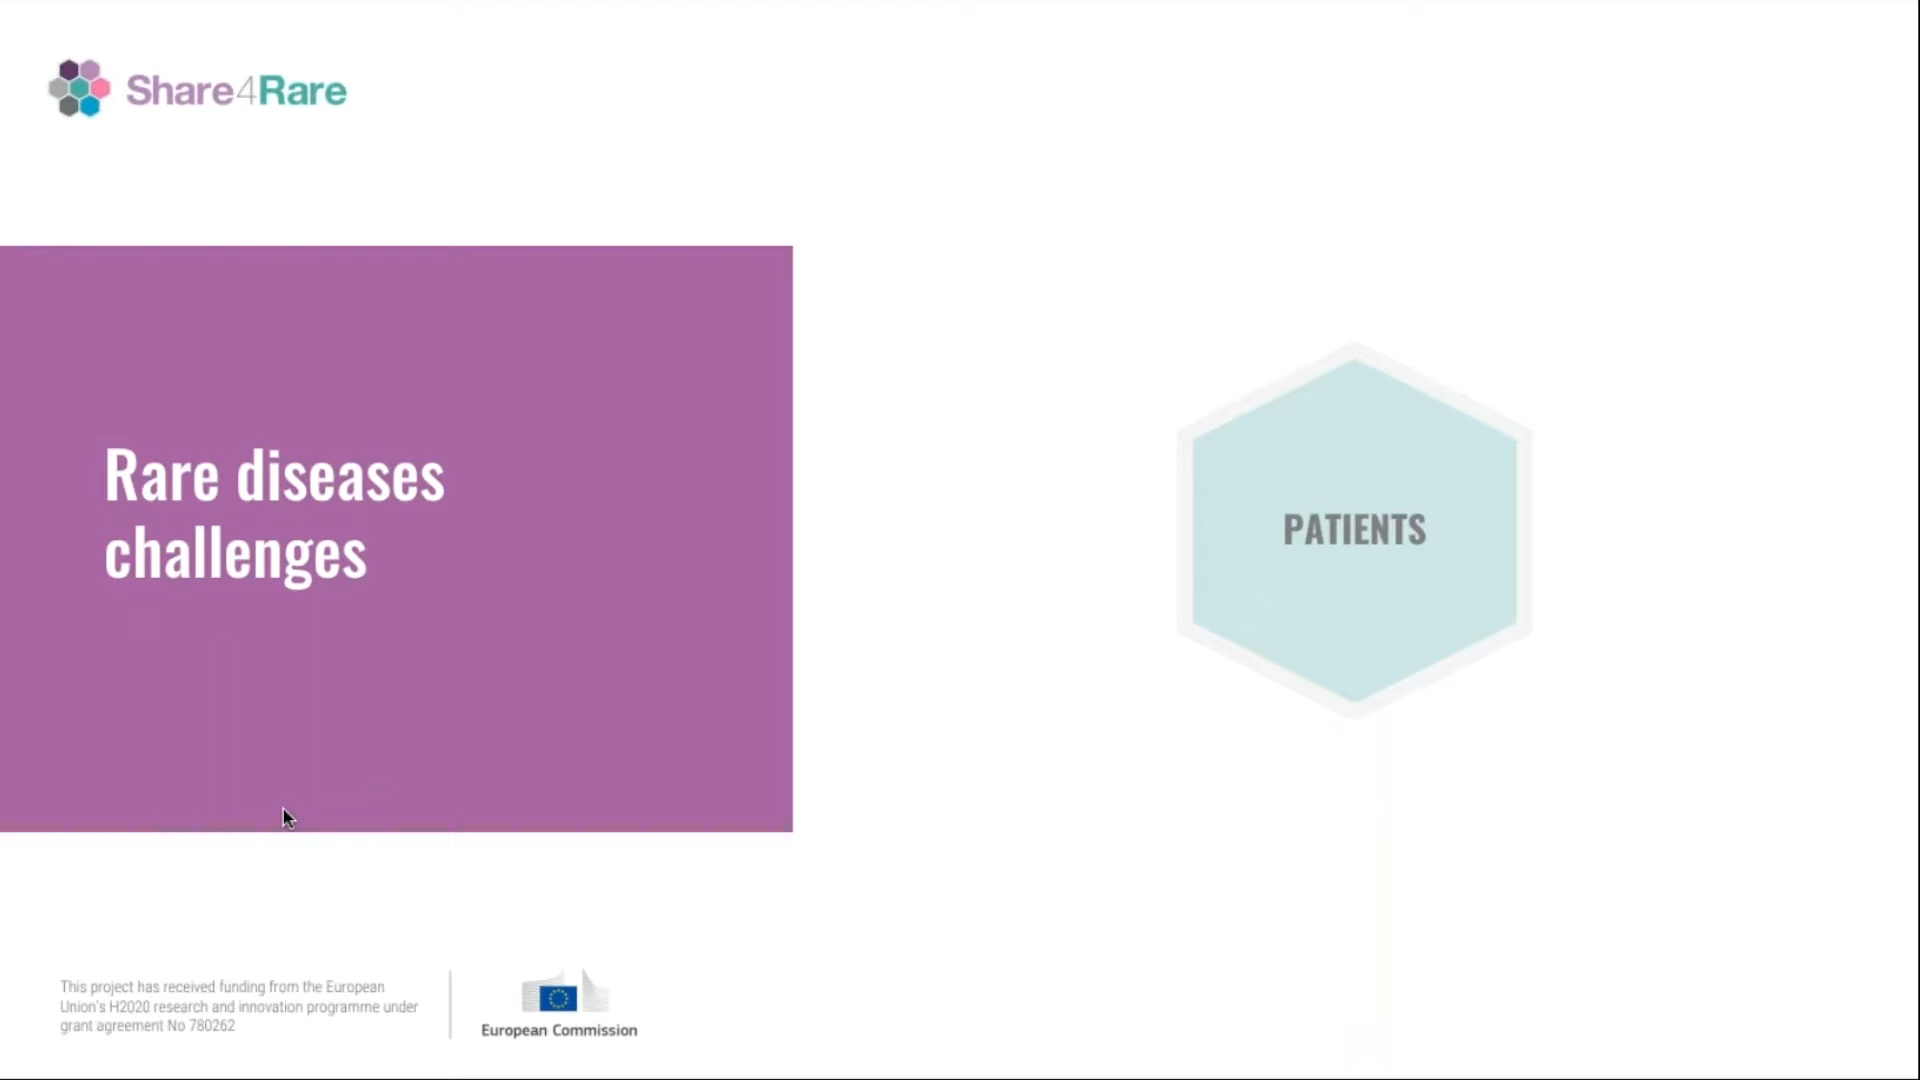 Share4Rare
Rare diseases
challenges
PATIENTS
This project has received funding from the European
Union's H2020 research and innovation programme under
grant agreement No 780262
European Commission